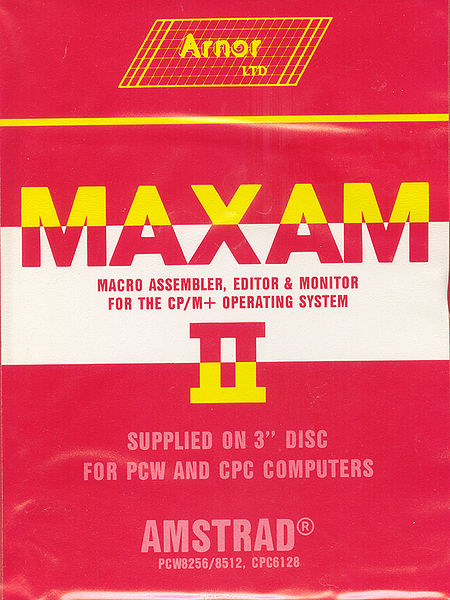 Arnor
LTD
MAXAM
MACRO ASSEMBLER, EDITOR & MONITOR
FOR THE CP/M+ OPERATING SYSTEM
II
SUPPLIED ON 3" DISC
FOR PCW AND CPC COMPUTERS
AMSTRAD®
PCW8256/8512, CPC6128